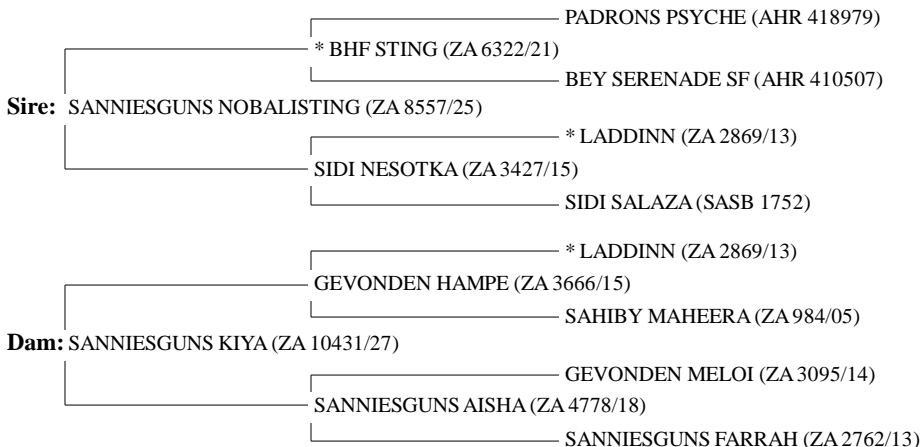 PADRONS PSYCHE (AHR 418979)
* BHF STING (ZA 6322/21)
BEY SERENADE SF (AHR 410507)
Sire: SANNIESGUNS NOBALISTING (ZA 8557/25)
* LADDINN (ZA 2869/13)
SIDI NESOTKA (ZA 3427/15)
SIDI SALAZA (SASB 1752)
* LADDINN (ZA 2869/13)
GEVONDEN HAMPE (ZA 3666/15)
SAHIBY MAHEERA (ZA 984/05)
Dam: SANNIESGUNS KIYA (ZA 10431/27)
GEVONDEN MELOI (ZA 3095/14)
SANNIESGUNS AISHA (ZA 4778/18)
SANNIESGUNS FARRAH (ZA 2762/13)